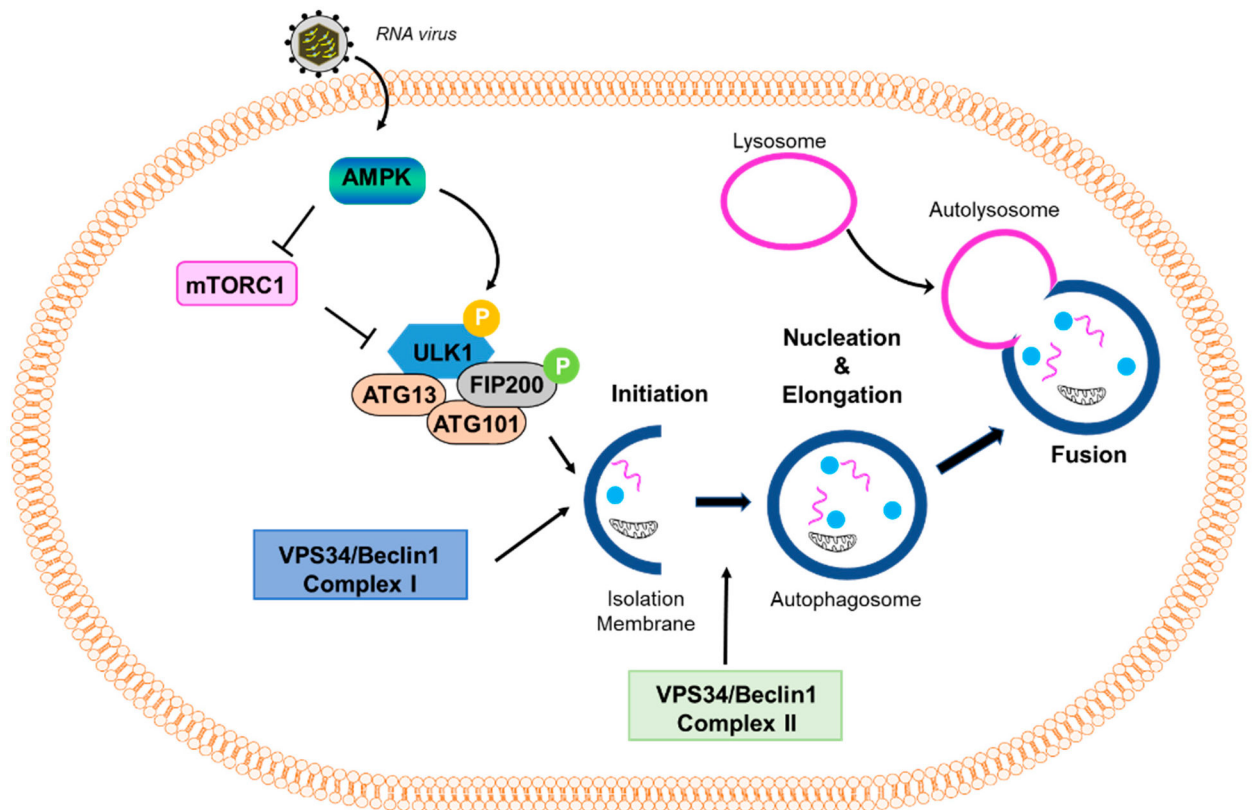 RNA virus
AMPK
mTORC1
P
ULK1
P
FIP200
ATG13
ATG101
Lysosome
Autolysosome
Initiation
Nucleation
&
Elongation
Fusion
VPS34/Beclin1
Complex I
Isolation
Membrane
Autophagosome
VPS34/Beclin1
Complex II